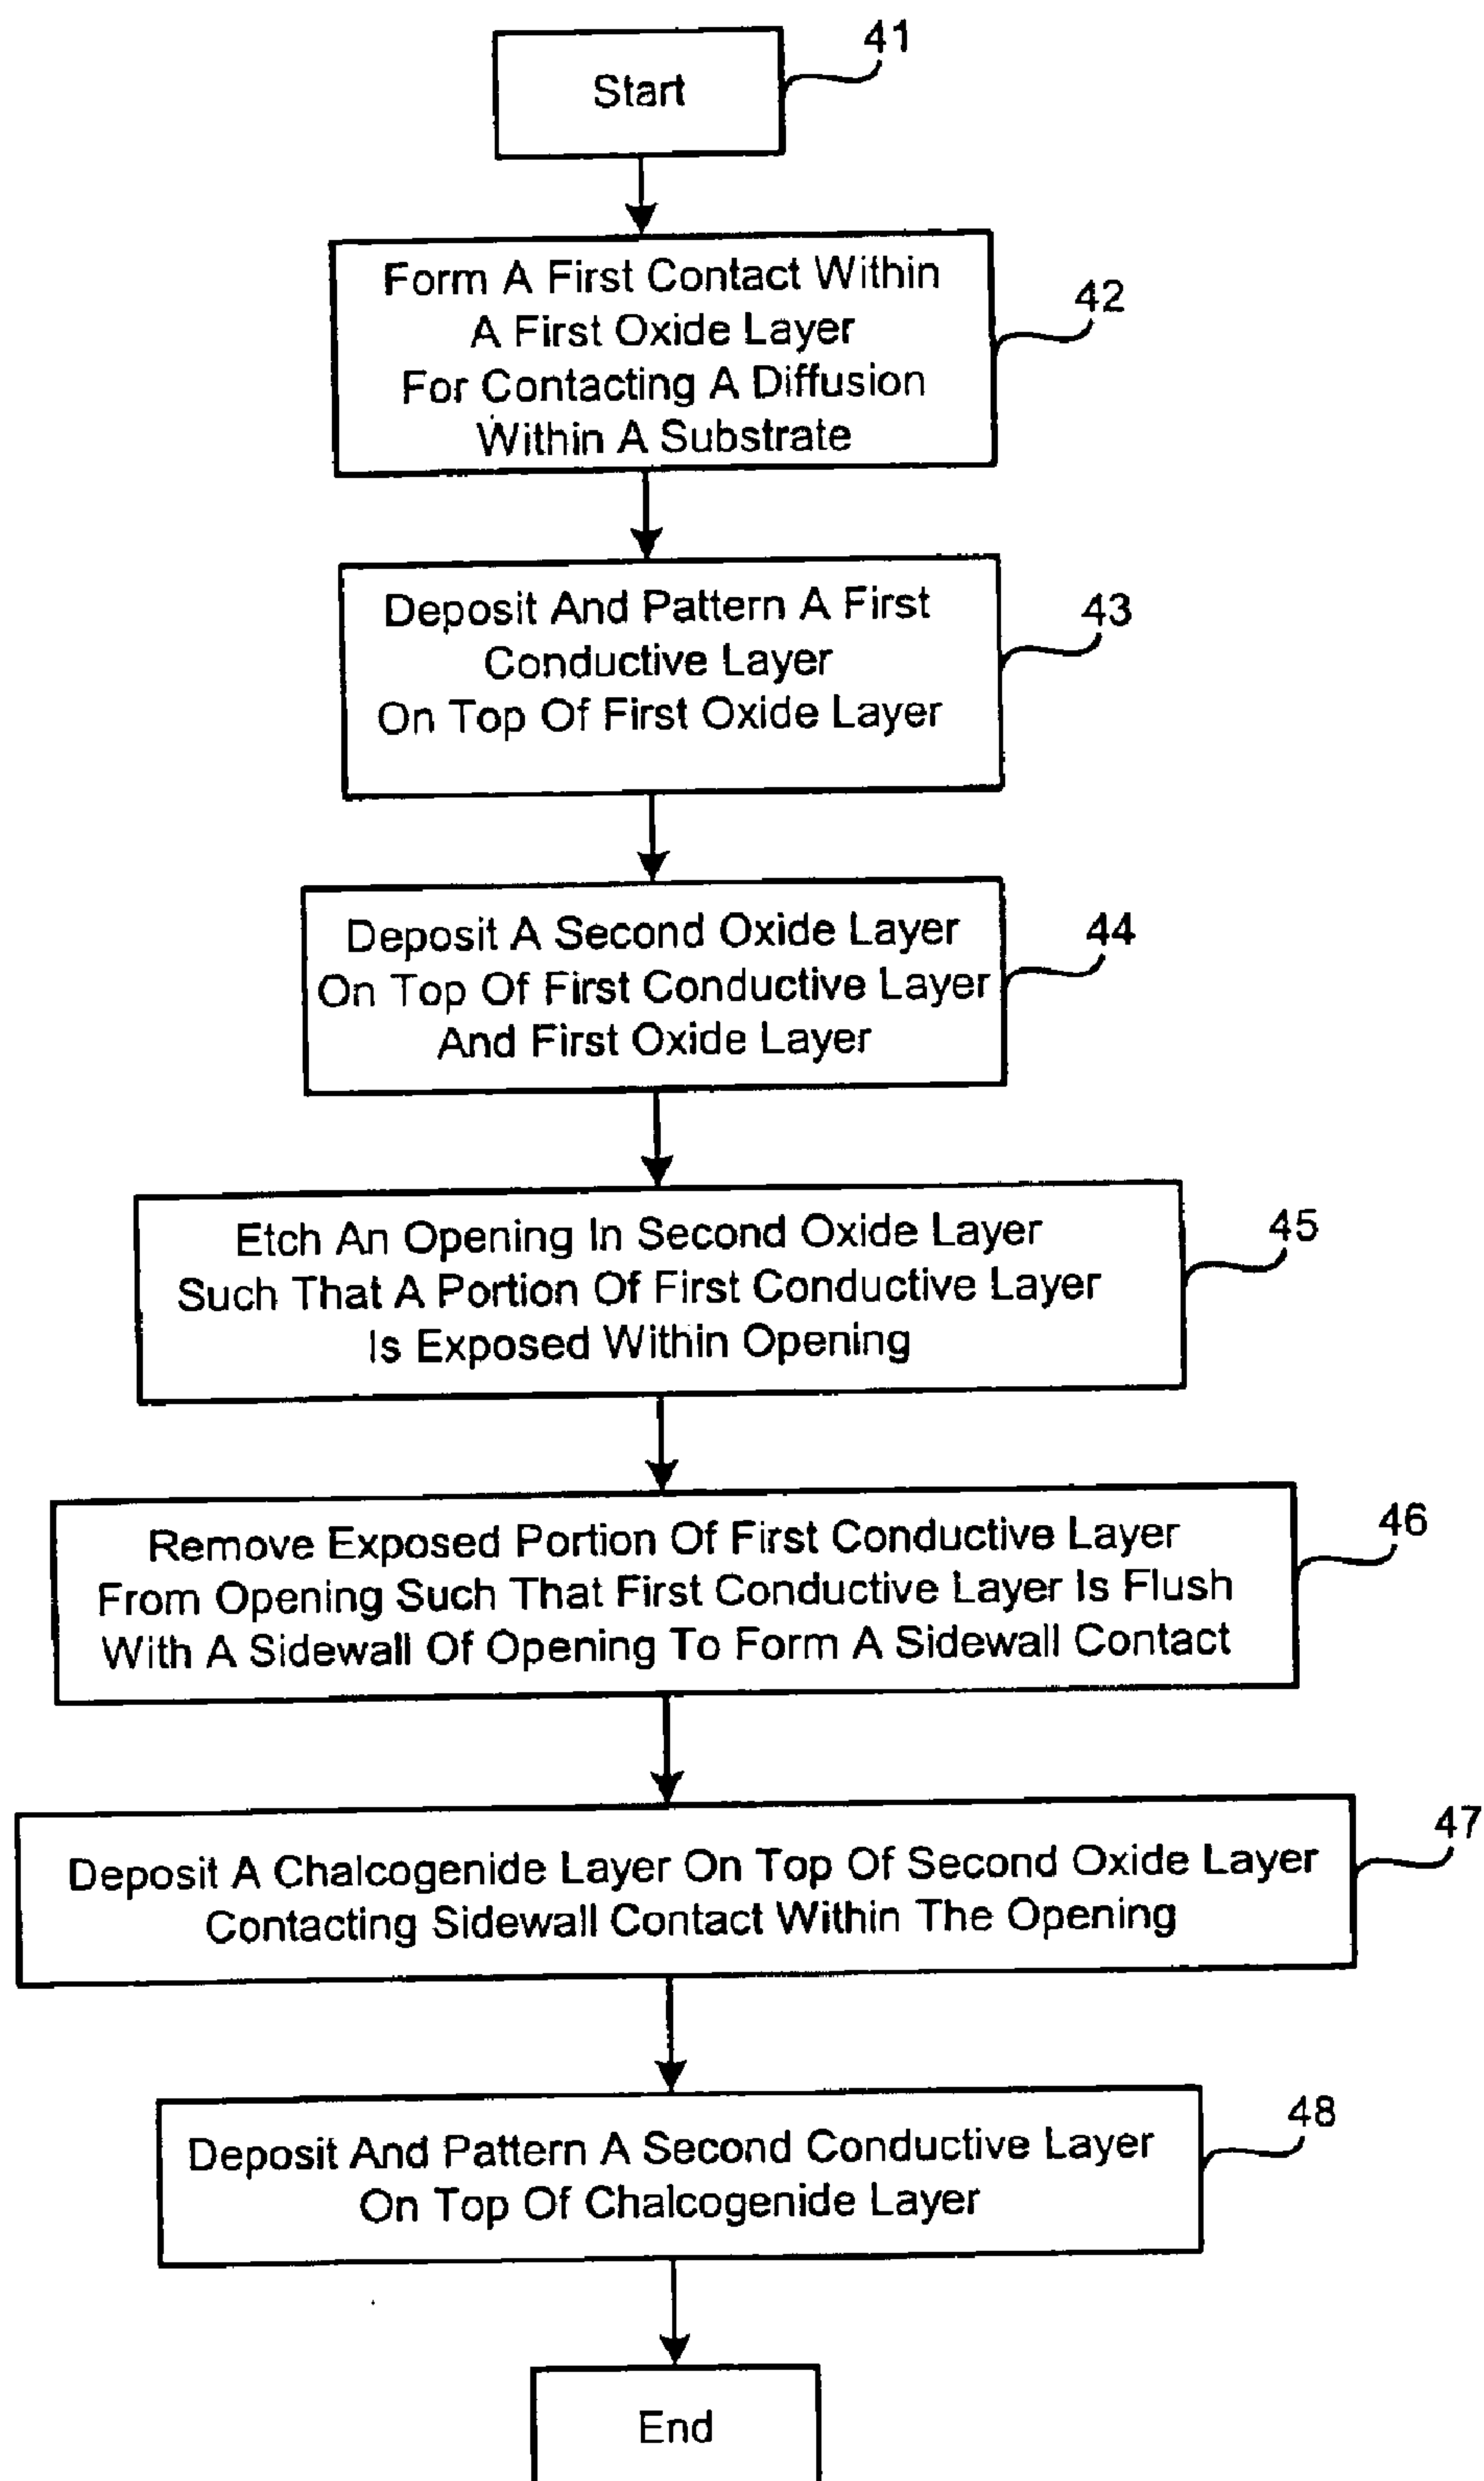 41
Start
Form A First Contact Within
A First Oxide Layer
For Contacting A Diffusion
Within A Substrate
42
Deposit And Pattern A First
Conductive Layer
On Top Of First Oxide Layer
43
Deposit A Second Oxide Layer
On Top Of First Conductive Layer
And First Oxide Layer
44
Etch An Opening In Second Oxide Layer
Such That A Portion Of First Conductive Layer
Is Exposed Within Opening
45
Remove Exposed Portion Of First Conductive Layer
From Opening Such That First Conductive Layer Is Flush
With A Sidewall Of Opening To Form A Sidewall Contact
46
Deposit A Chalcogenide Layer On Top Of Second Oxide Layer
Contacting Sidewall Contact Within The Opening
47
Deposit And Pattern A Second Conductive Layer
On Top Of Chalcogenide Layer
48
End